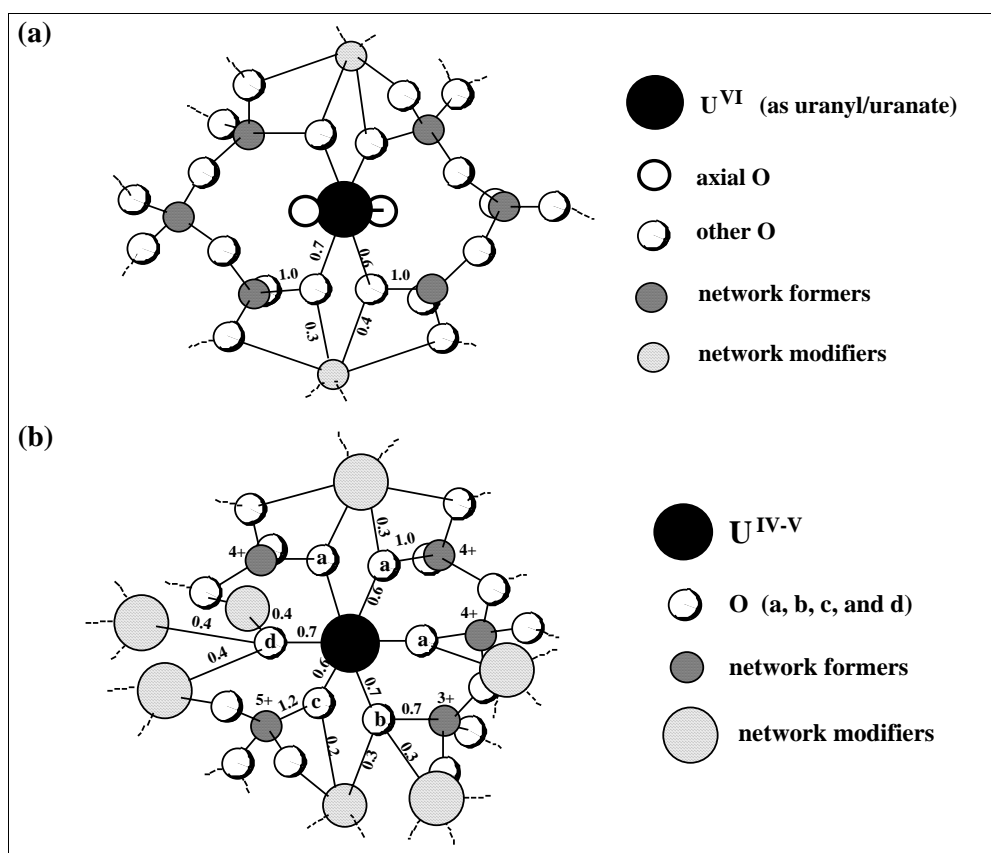 (a)
U^VI (as uranyl/uranate)
axial O
other O
network formers
network modifiers
0.7
0.6
1.0
1.0
0.3
0.4
(b)
U^IV-V
O (a, b, c, and d)
network formers
network modifiers
0.3
1.0
4+
a
a
4+
0.6
4+
0.4
0.4
d
0.7
a
0.4
0.6
0.7
5+
1.2
c
b
0.7
3+
0.2
0.3
0.3